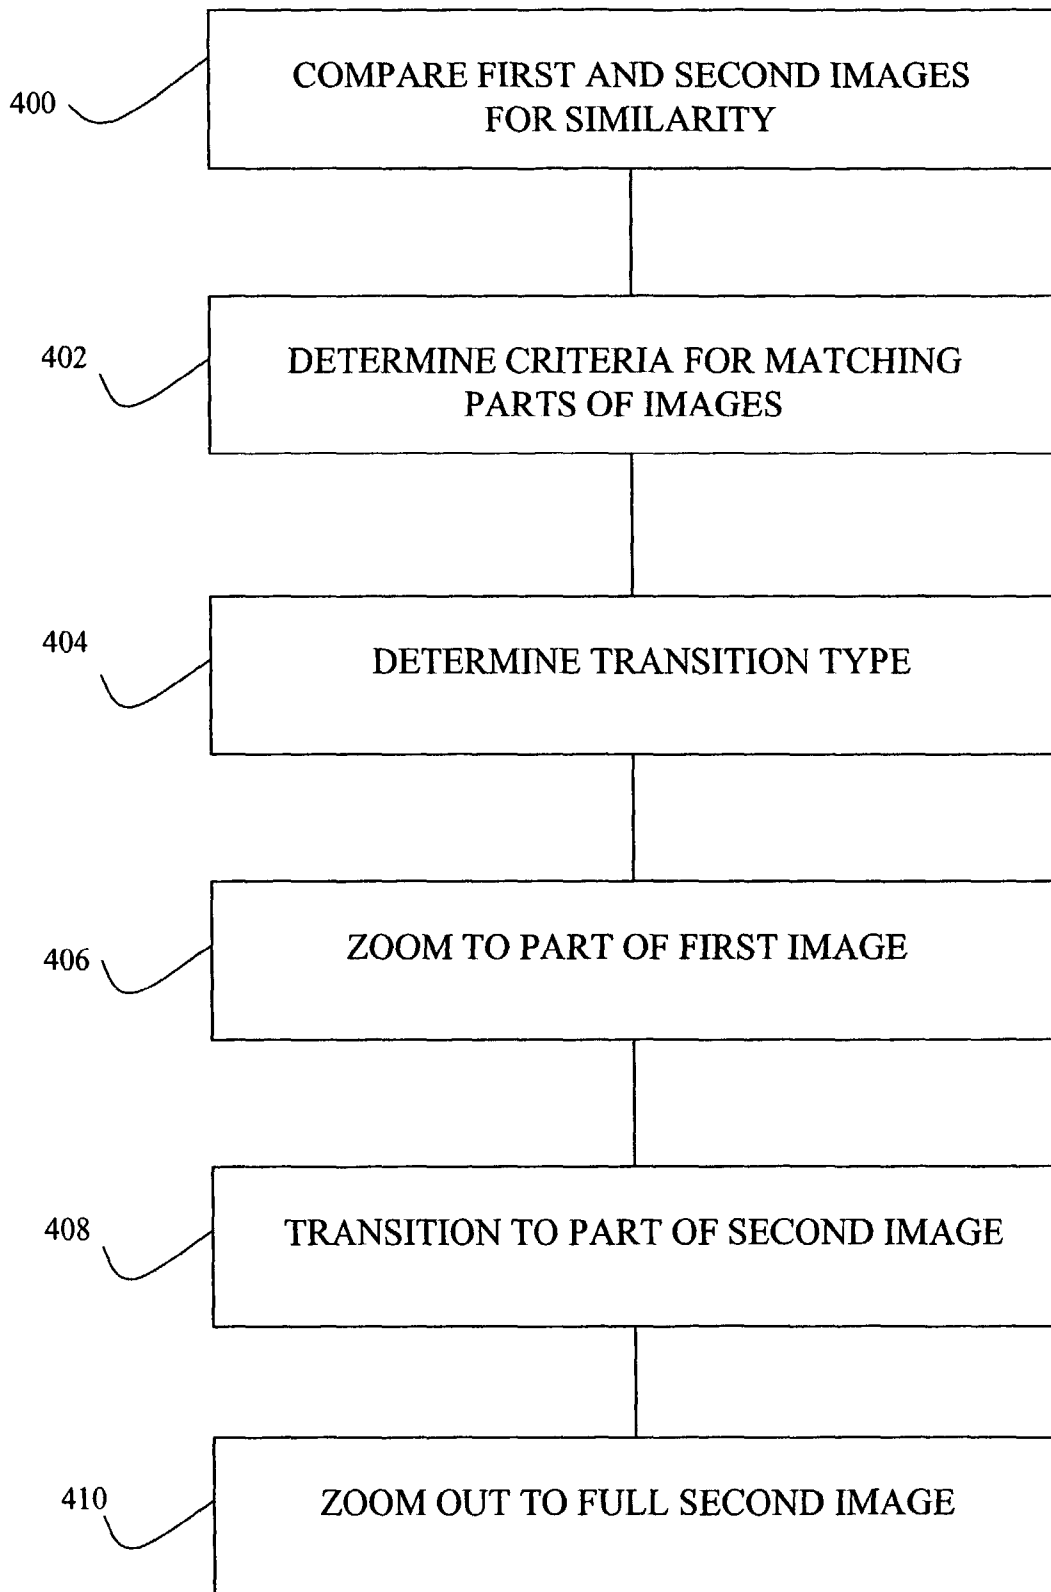 400
COMPARE FIRST AND SECOND IMAGES
FOR SIMILARITY
402
DETERMINE CRITERIA FOR MATCHING
PARTS OF IMAGES
404
DETERMINE TRANSITION TYPE
406
ZOOM TO PART OF FIRST IMAGE
408
TRANSITION TO PART OF SECOND IMAGE
410
ZOOM OUT TO FULL SECOND IMAGE